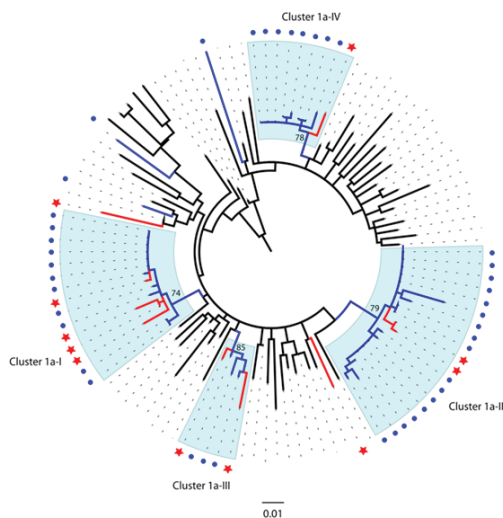 Cluster 1a-IV
78
74
79
Cluster 1a-I
85
Cluster 1a-II
Cluster 1a-III
0.01